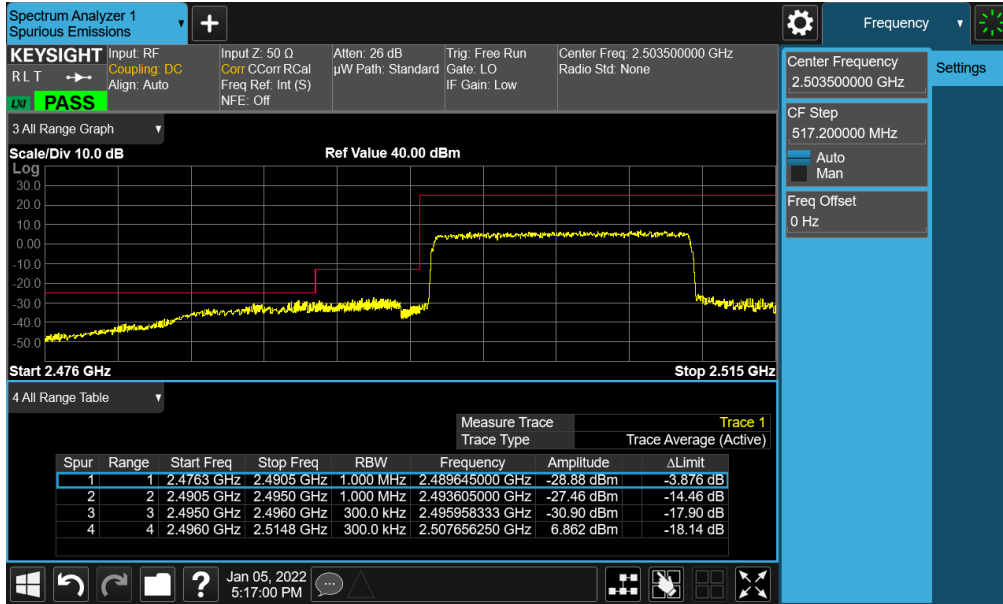 Spectrum Analyzer 1
Spurious Emissions
Frequency
KEYSIGHT
R L T
LXI
PASS
Input: RF
Coupling: DC
Align: Auto
Input Z: 50 Ω
Corr CCorr RCal
Freq Ref: Int (S)
NFE: Off
Atten: 26 dB
µW Path: Standard
Trig: Free Run
Gate: LO
IF Gain: Low
Center Freq: 2.503500000 GHz
Radio Std: None
Center Frequency
2.503500000 GHz
Settings
CF Step
517.200000 MHz
Auto
Man
Freq Offset
0 Hz
3 All Range Graph
Scale/Div 10.0 dB
Ref Value 40.00 dBm
Log
30.0
20.0
10.0
0.00
-10.0
-20.0
-30.0
-40.0
-50.0
Start 2.476 GHz
Stop 2.515 GHz
4 All Range Table
Measure Trace Trace 1
Trace Type Trace Average (Active)
Spur Range Start Freq Stop Freq RBW Frequency Amplitude ΔLimit
1 1 2.4763 GHz 2.4905 GHz 1.000 MHz 2.489645000 GHz -28.88 dBm -3.876 dB
2 2 2.4905 GHz 2.4950 GHz 1.000 MHz 2.493605000 GHz -27.46 dBm -14.46 dB
3 3 2.4950 GHz 2.4960 GHz 300.0 kHz 2.495958333 GHz -30.90 dBm -17.90 dB
4 4 2.4960 GHz 2.5148 GHz 300.0 kHz 2.507656250 GHz 6.862 dBm -18.14 dB
Jan 05, 2022
5:17:00 PM